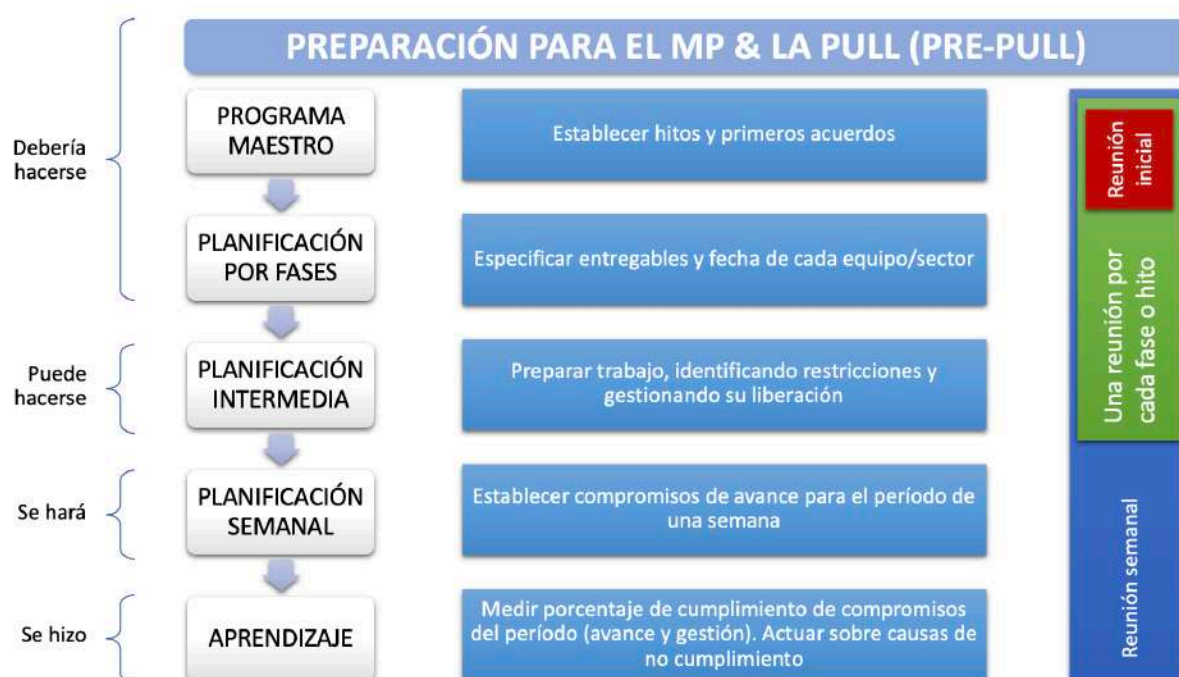 PREPARACIÓN PARA EL MP & LA PULL (PRE-PULL)
Debería
hacerse
PROGRAMA
MAESTRO
Establecer hitos y primeros acuerdos
PLANIFICACIÓN
POR FASES
Especificar entregables y fecha de cada equipo/sector
Puede
hacerse
PLANIFICACIÓN
INTERMEDIA
Preparar trabajo, identificando restricciones y
gestionando su liberación
Se hará
PLANIFICACIÓN
SEMANAL
Establecer compromisos de avance para el período de
una semana
Se hizo
APRENDIZAJE
Medir porcentaje de cumplimiento de compromisos
del período (avance y gestión). Actuar sobre causas de
no cumplimiento
Reunión
inicial
Una reunión por
cada fase o hito
Reunión semanal